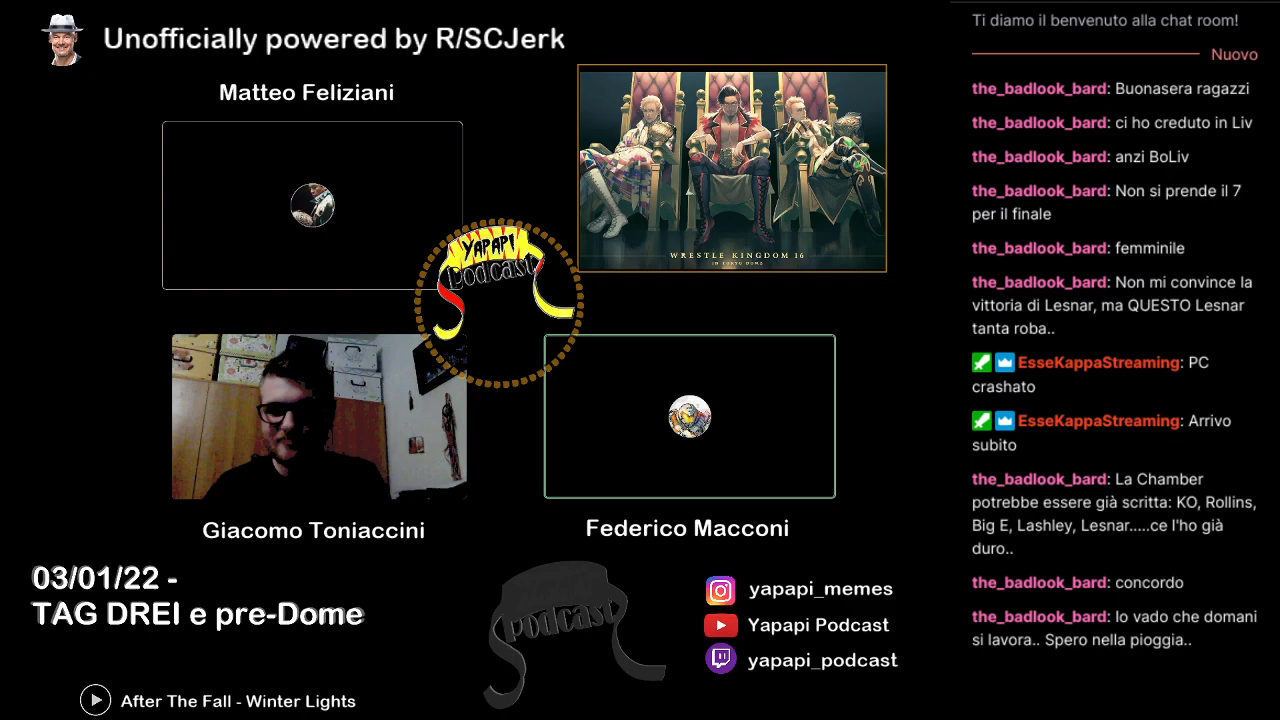 Unofficially powered by R/SCJerk
Matteo Feliziani
WRESTLE KINGDOM 16
IN TOKYO DOME
YAPAPI
Podcast
Giacomo Toniaccini
Federico Macconi
03/01/22 -
TAG DREI e pre-Dome
podcast
yapapi_memes
Yapapi Podcast
yapapi_podcast
After The Fall - Winter Lights
Ti diamo il benvenuto alla chat room!
Nuovo
the_badlook_bard: Buonasera ragazzi
the_badlook_bard: ci ho creduto in Liv
the_badlook_bard: anzi BoLiv
the_badlook_bard: Non si prende il 7
per il finale
the_badlook_bard: femminile
the_badlook_bard: Non mi convince la
vittoria di Lesnar, ma QUESTO Lesnar
tanta roba..
EsseKappaStreaming: PC
crashato
EsseKappaStreaming: Arrivo
subito
the_badlook_bard: La Chamber
potrebbe essere già scritta: KO, Rollins,
Big E, Lashley, Lesnar.....ce l'ho già
duro..
the_badlook_bard: concordo
the_badlook_bard: Io vado che domani
si lavora.. Spero nella pioggia..